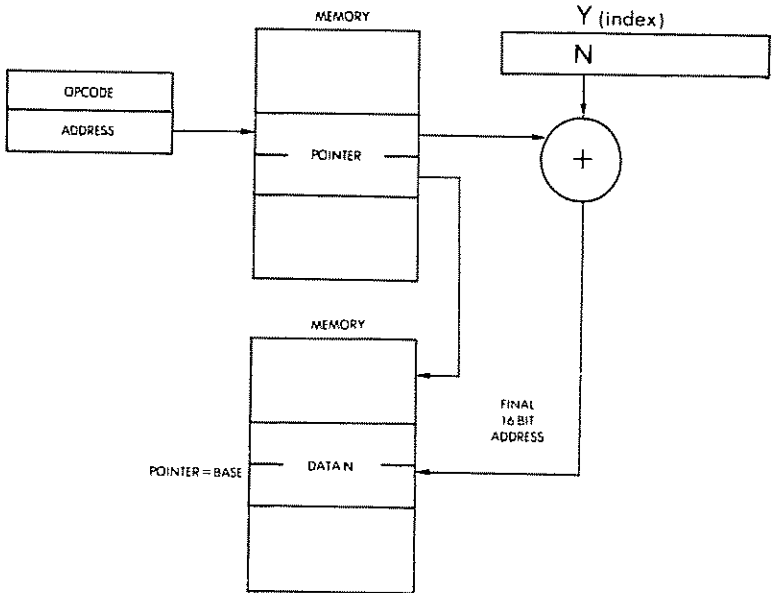 MEMORY
Y (index)
N
OPCODE
ADDRESS
POINTER
+
MEMORY
FINAL
16 BIT
ADDRESS
POINTER = BASE
DATA N